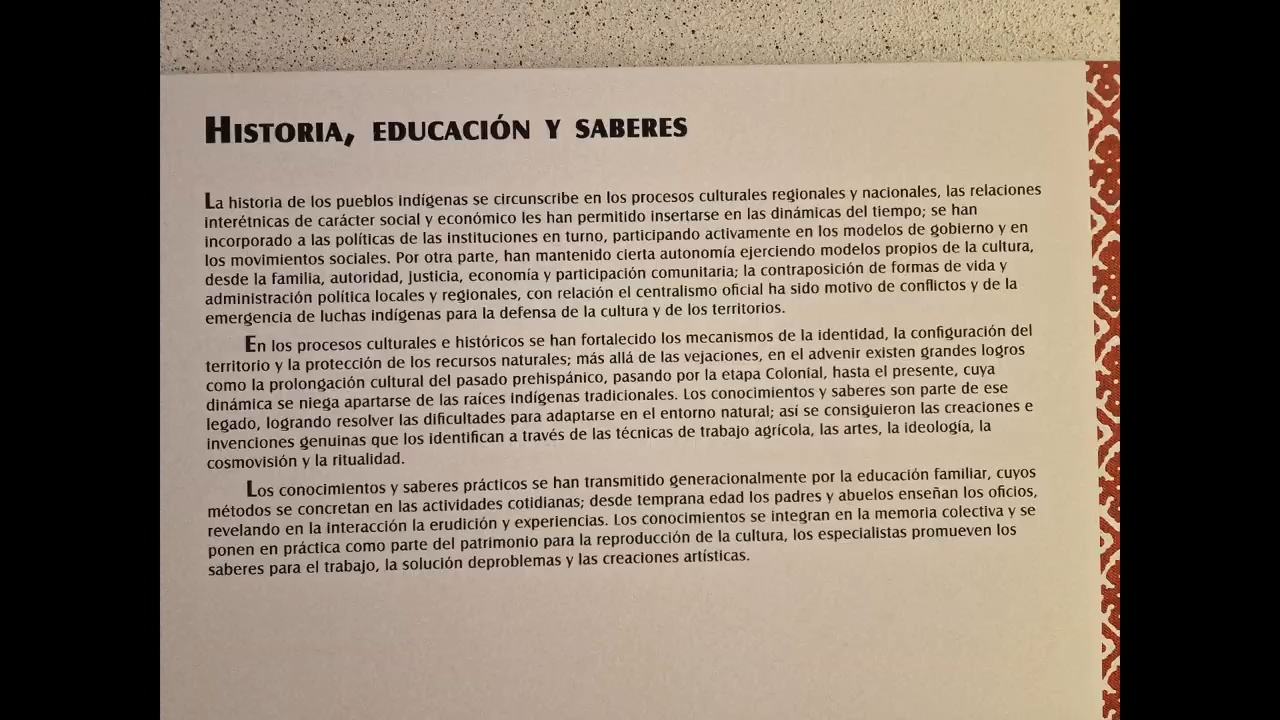 Historia, educación y saberes
La historia de los pueblos indígenas se circunscribe en los procesos culturales regionales y nacionales, las relaciones
interétnicas de carácter social y económico les han permitido insertarse en las dinámicas del tiempo; se han
incorporado a las políticas de las instituciones en turno, participando activamente en los modelos de gobierno y en
los movimientos sociales. Por otra parte, han mantenido cierta autonomía ejerciendo modelos propios de la cultura,
desde la familia, autoridad, justicia, economía y participación comunitaria; la contraposición de formas de vida y
administración política locales y regionales, con relación el centralismo oficial ha sido motivo de conflictos y de la
emergencia de luchas indígenas para la defensa de la cultura y de los territorios.
En los procesos culturales e históricos se han fortalecido los mecanismos de la identidad, la configuración del
territorio y la protección de los recursos naturales; más allá de las vejaciones, en el advenir existen grandes logros
como la prolongación cultural del pasado prehispánico, pasando por la etapa Colonial, hasta el presente, cuya
dinámica se niega apartarse de las raíces indígenas tradicionales. Los conocimientos y saberes son parte de ese
legado, logrando resolver las dificultades para adaptarse en el entorno natural; así se consiguieron las creaciones e
invenciones genuinas que los identifican a través de las técnicas de trabajo agrícola, las artes, la ideología, la
cosmovisión y la ritualidad.
Los conocimientos y saberes prácticos se han transmitido generacionalmente por la educación familiar, cuyos
métodos se concretan en las actividades cotidianas; desde temprana edad los padres y abuelos enseñan los oficios,
revelando en la interacción la erudición y experiencias. Los conocimientos se integran en la memoria colectiva y se
ponen en práctica como parte del patrimonio para la reproducción de la cultura, los especialistas promueven los
saberes para el trabajo, la solución deproblemas y las creaciones artísticas.